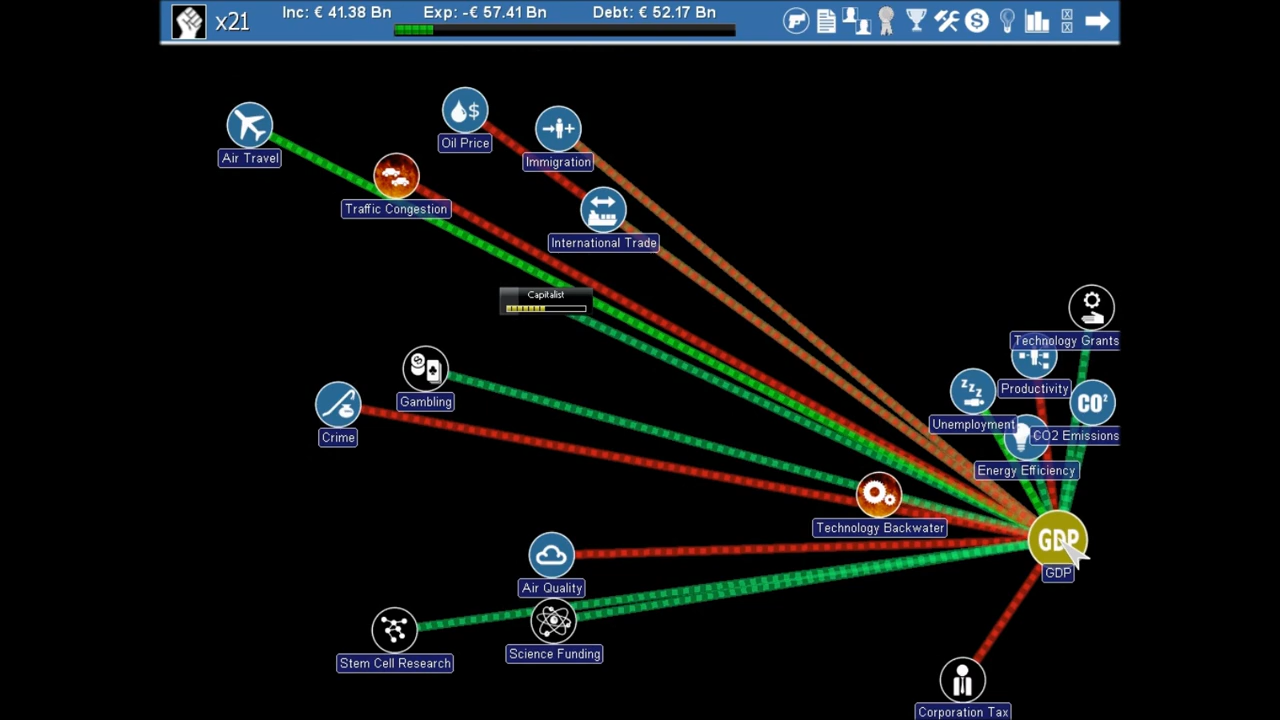 x21
Inc: € 41.38 Bn
Exp: -€ 57.41 Bn
Debt: € 52.17 Bn
Air Travel
Oil Price
Immigration
Traffic Congestion
International Trade
Capitalist
Technology Grants
Productivity
Unemployment
CO²
CO2 Emissions
Energy Efficiency
Gambling
Crime
Technology Backwater
GDP
GDP
Air Quality
Stem Cell Research
Science Funding
Corporation Tax